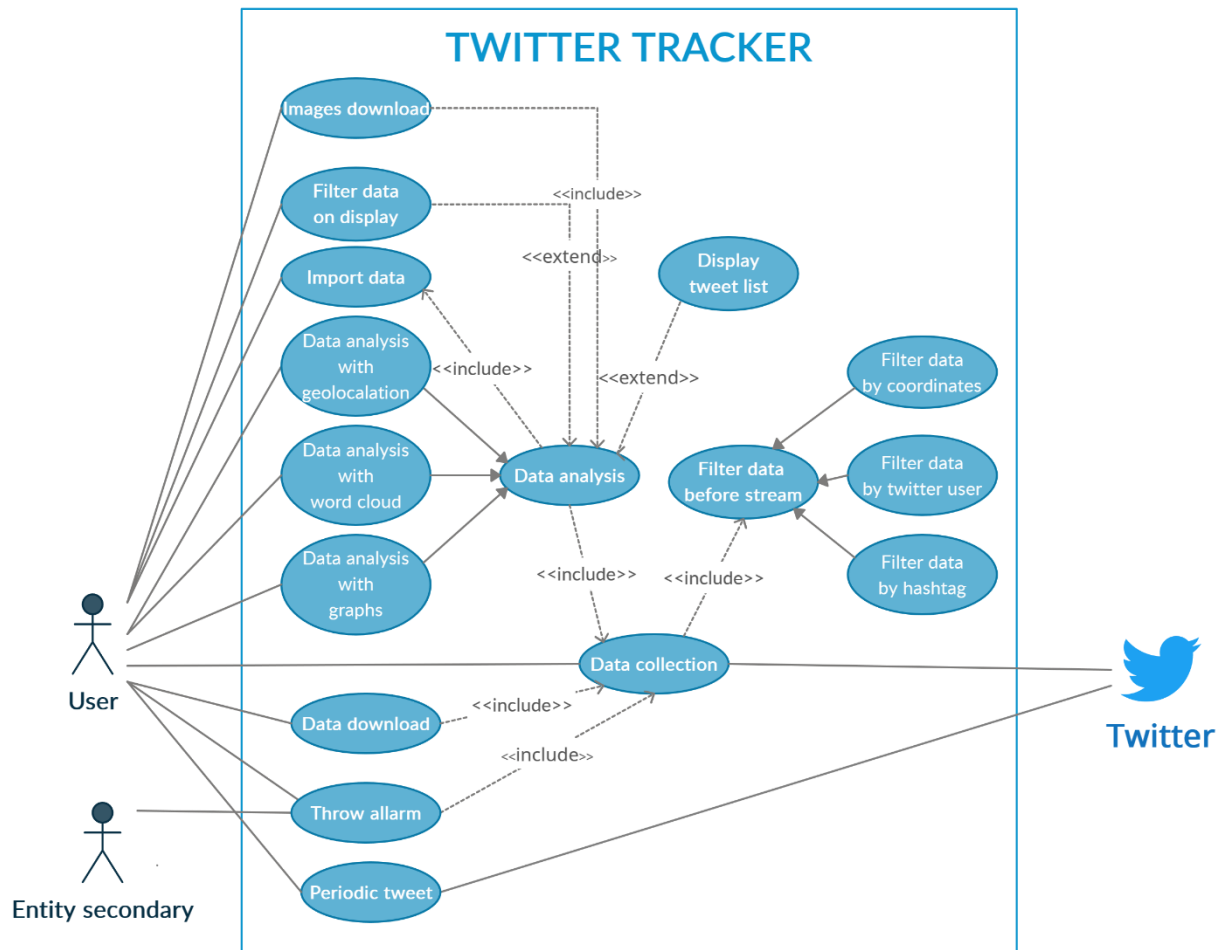 TWITTER TRACKER
Images download
Filter data
on display
<<include>>
<<extend>>
Display
tweet list
Import data
Data analysis
with
geolocalation
<<include>>
<<extend>>
Filter data
by coordinates
Data analysis
with
word cloud
Data analysis
Filter data
before stream
Filter data
by twitter user
Data analysis
with
graphs
<<include>>
<<include>>
Filter data
by hashtag
User
Data collection
Data download
<<include>>
<<include>>
Twitter
Throw allarm
Entity secondary
Periodic tweet